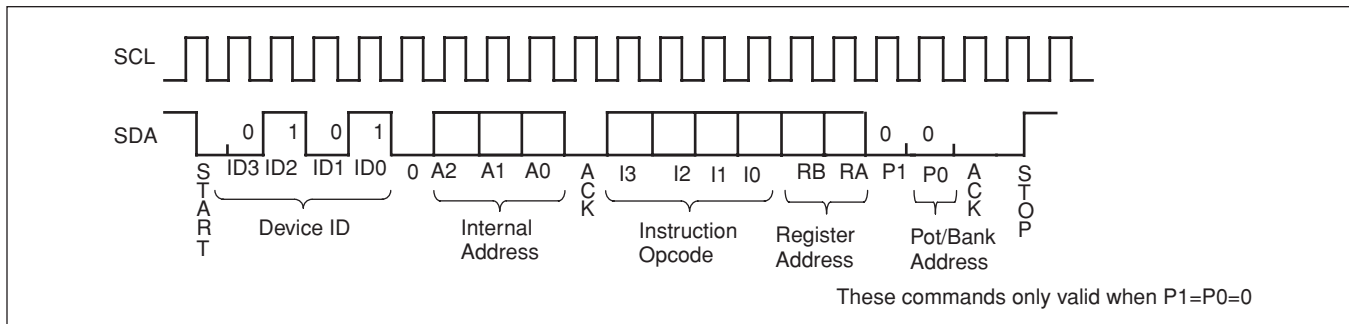 SCL
SDA
0 1 0 1 0 0
ID3 ID2 ID1 ID0 0 A2 A1 A0 I3 I2 I1 I0 RB RA P1 P0
START
ACK
ACK
STOP
Device ID
Internal
Address
Instruction
Opcode
Register
Address
Pot/Bank
Address
These commands only valid when P1=P0=0